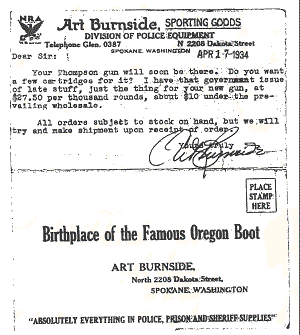 NRA
Art Burnside, SPORTING GOODS
DIVISION OF POLICE EQUIPMENT
Telephone Glen. 0387 N 2208 Dakota Street
SPOKANE, WASHINGTON
Dear Sir: APR 17 1934
Your Thompson gun will soon be there. Do you want
a few cartridges for it? I have that government issue
of late stuff, just the thing for your new gun, at
$27.50 per thousand rounds, about $10 under the pre-
vailing wholesale.
All orders subject to stock on hand, but we will
try and make shipment upon receipt of order.
Yours truly
Art Burnside
PLACE
STAMP
HERE
Birthplace of the Famous Oregon Boot
ART BURNSIDE,
North 2208 Dakota Street,
SPOKANE, WASHINGTON
"ABSOLUTELY EVERYTHING IN POLICE, PRISON AND SHERIFF SUPPLIES"